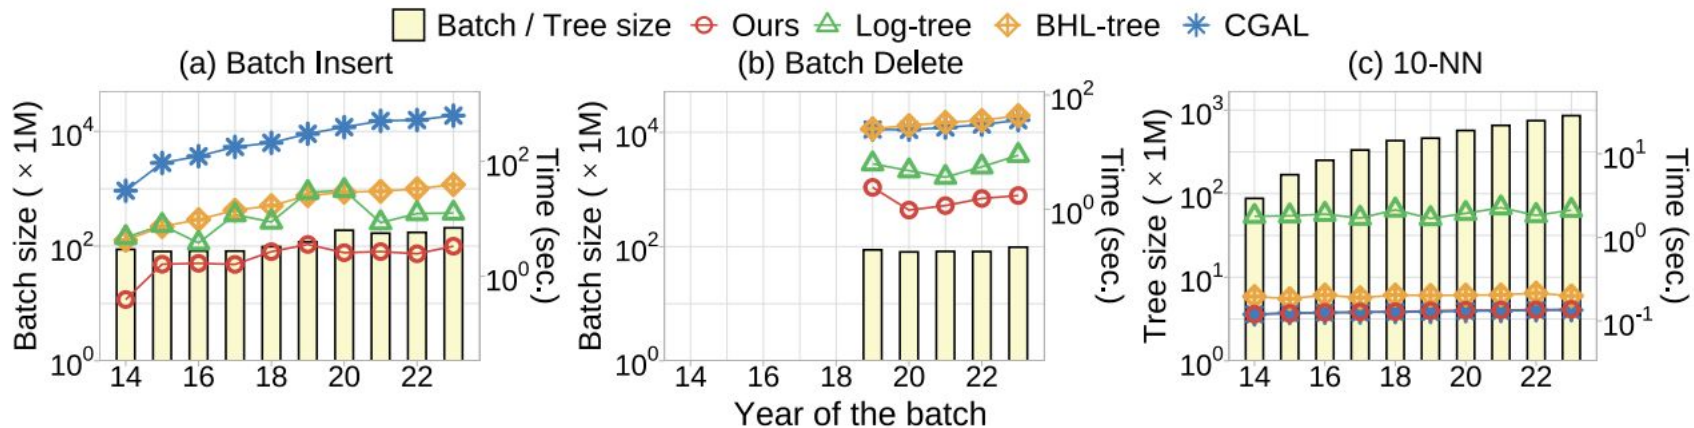 Batch / Tree size Ours Log-tree BHL-tree CGAL
(a) Batch Insert
Batch size ( × 1M)
10^4
10^2
10^0
14 16 18 20 22
10^2
10^0
Time (sec.)
(b) Batch Delete
Batch size ( × 1M)
10^4
10^2
10^0
14 16 18 20 22
10^2
10^0
Time (sec.)
(c) 10-NN
Tree size ( × 1M)
10^3
10^2
10^1
10^0
14 16 18 20 22
10^1
10^0
10^-1
Time (sec.)
Year of the batch